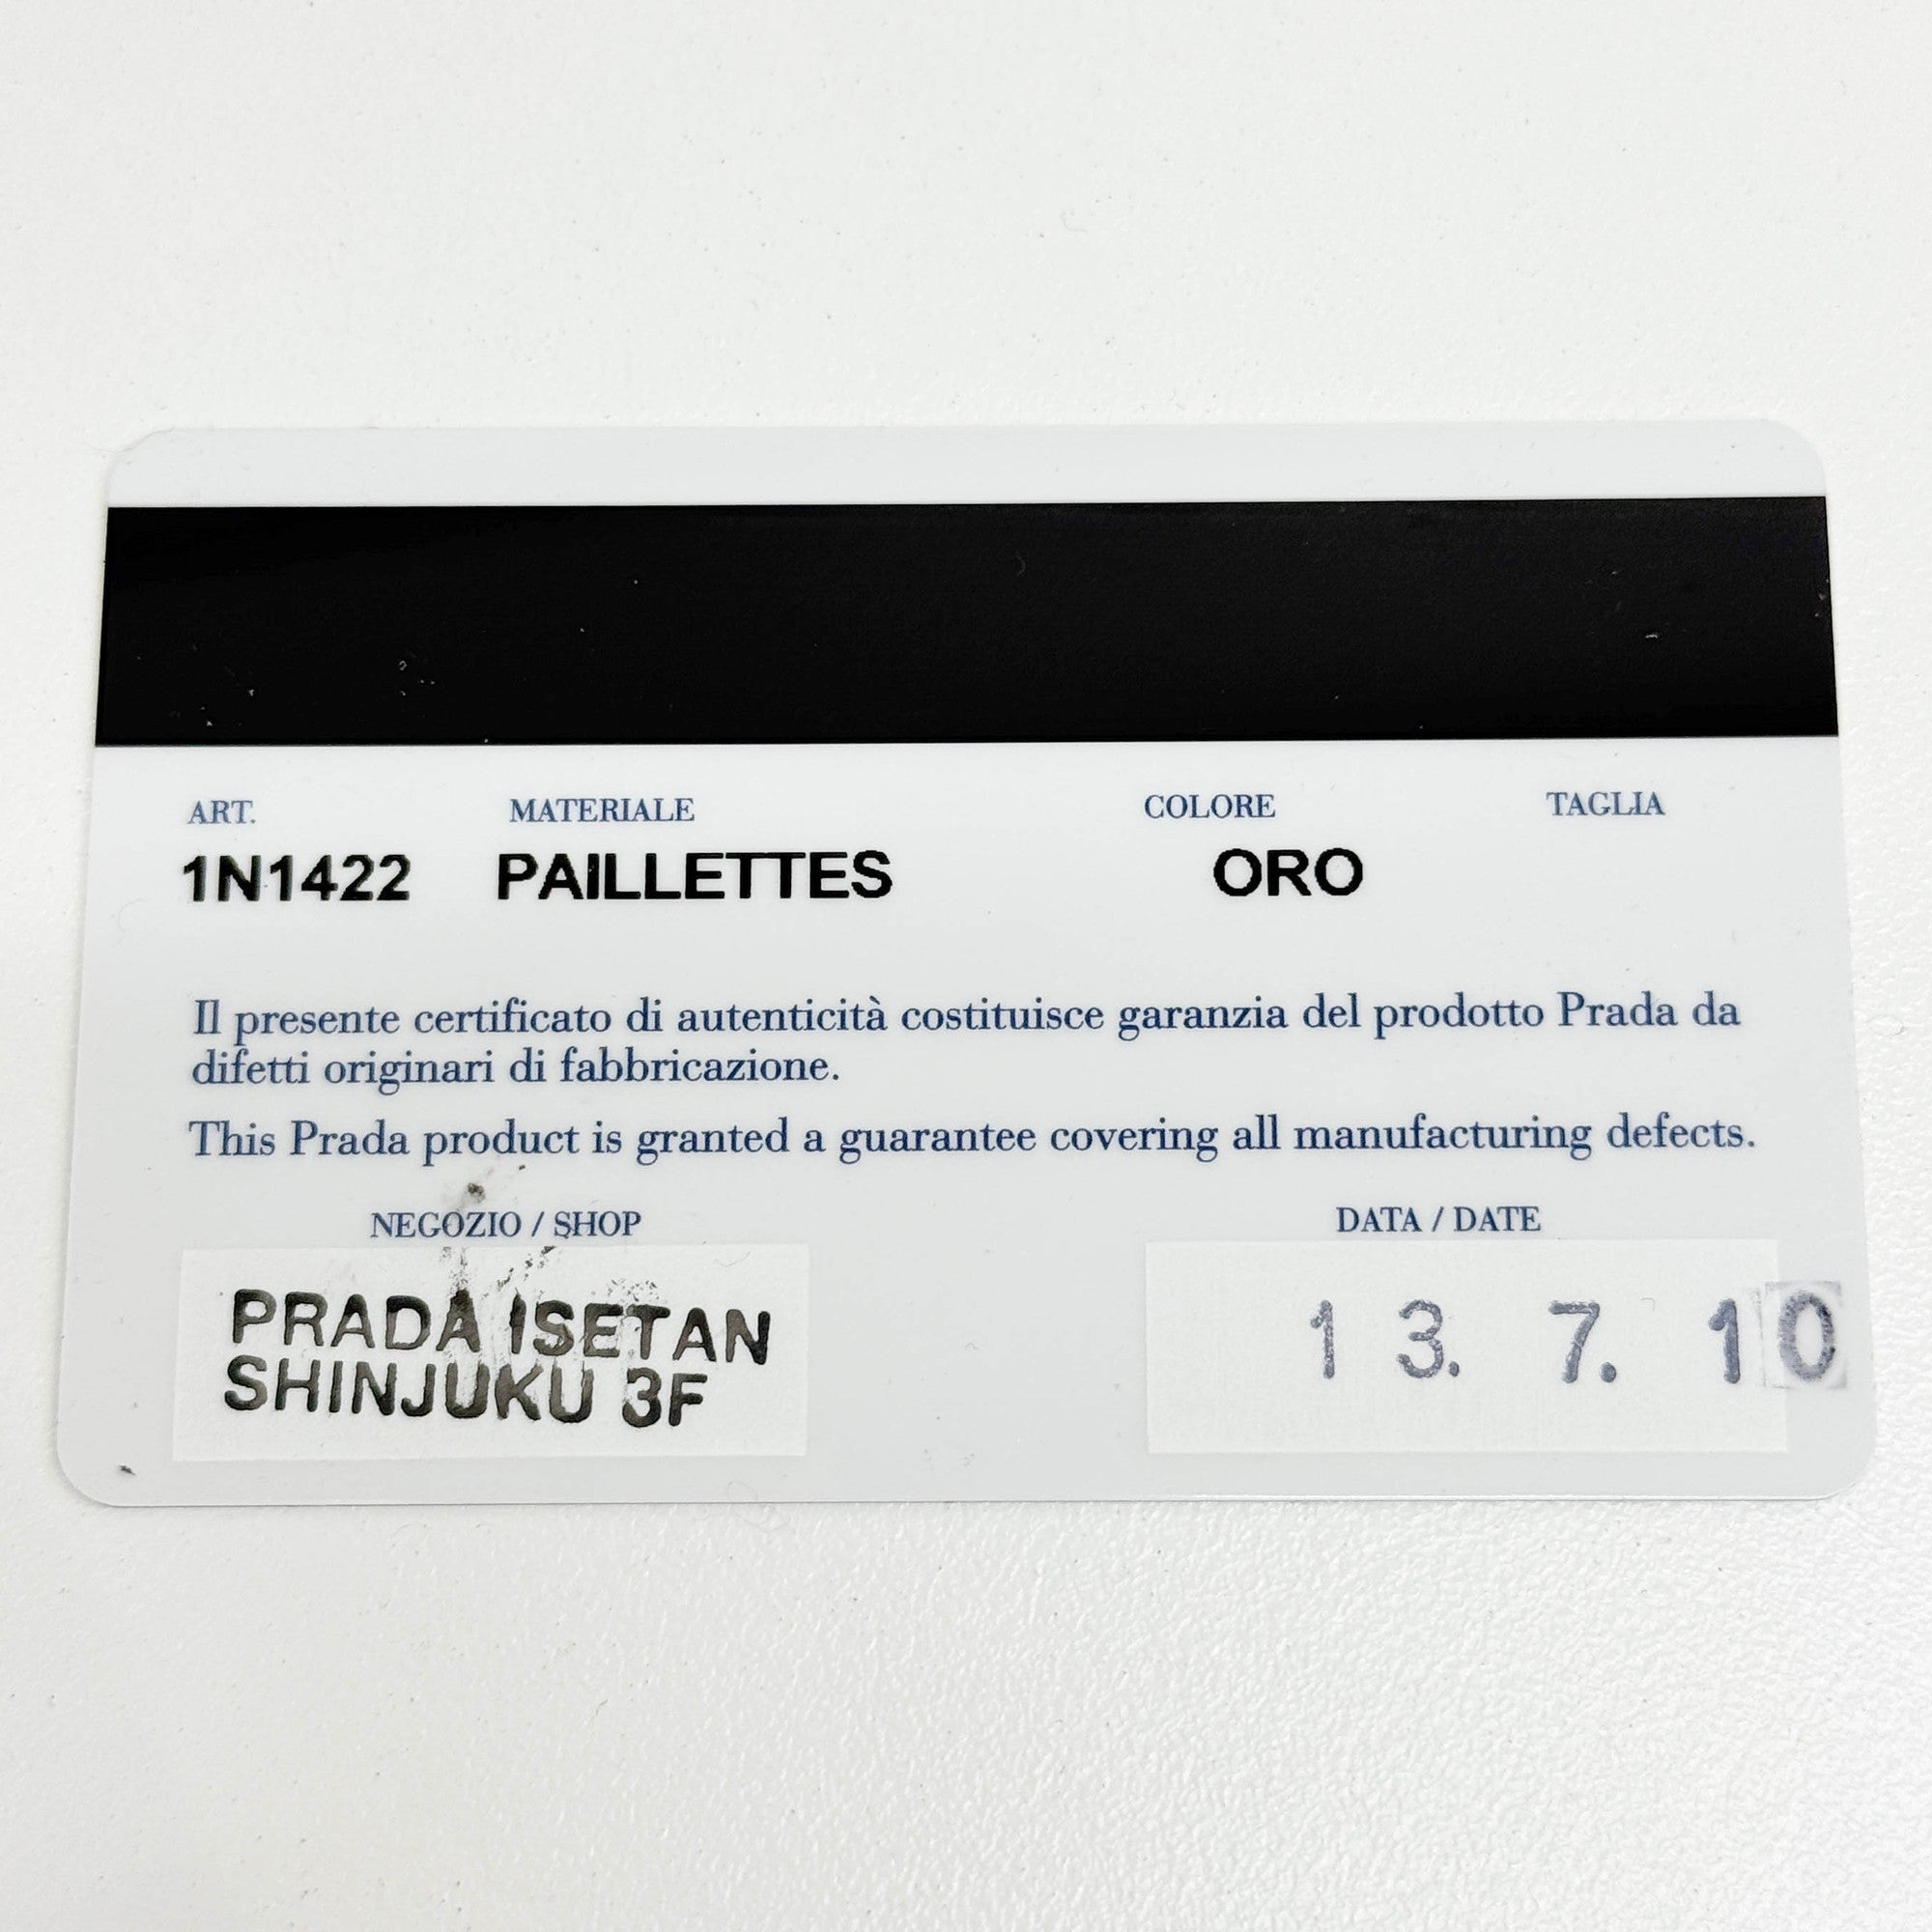 ART. MATERIALE COLORE TAGLIA
1N1422 PAILLETTES ORO
Il presente certificato di autenticità costituisce garanzia del prodotto Prada da
difetti originari di fabbricazione.
This Prada product is granted a guarantee covering all manufacturing defects.
NEGOZIO / SHOP DATA / DATE
PRADA ISETAN
SHINJUKU 3F
13. 7. 10